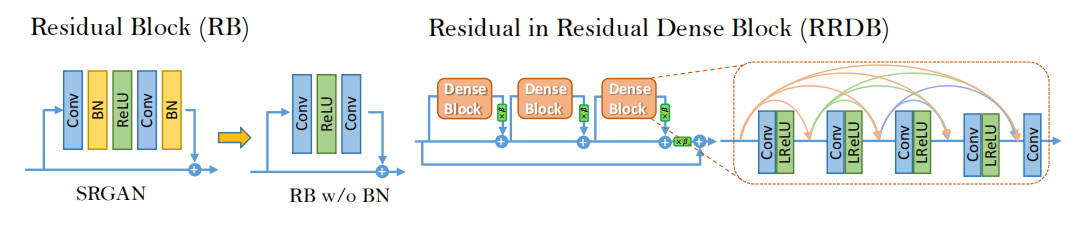 Residual Block (RB)
Conv
BN
ReLU
Conv
BN
SRGAN
Conv
ReLU
Conv
RB w/o BN
Residual in Residual Dense Block (RRDB)
Dense
Block
×β
Dense
Block
×β
Dense
Block
×β
×β
Conv
LReLU
Conv
LReLU
Conv
LReLU
Conv
LReLU
Conv